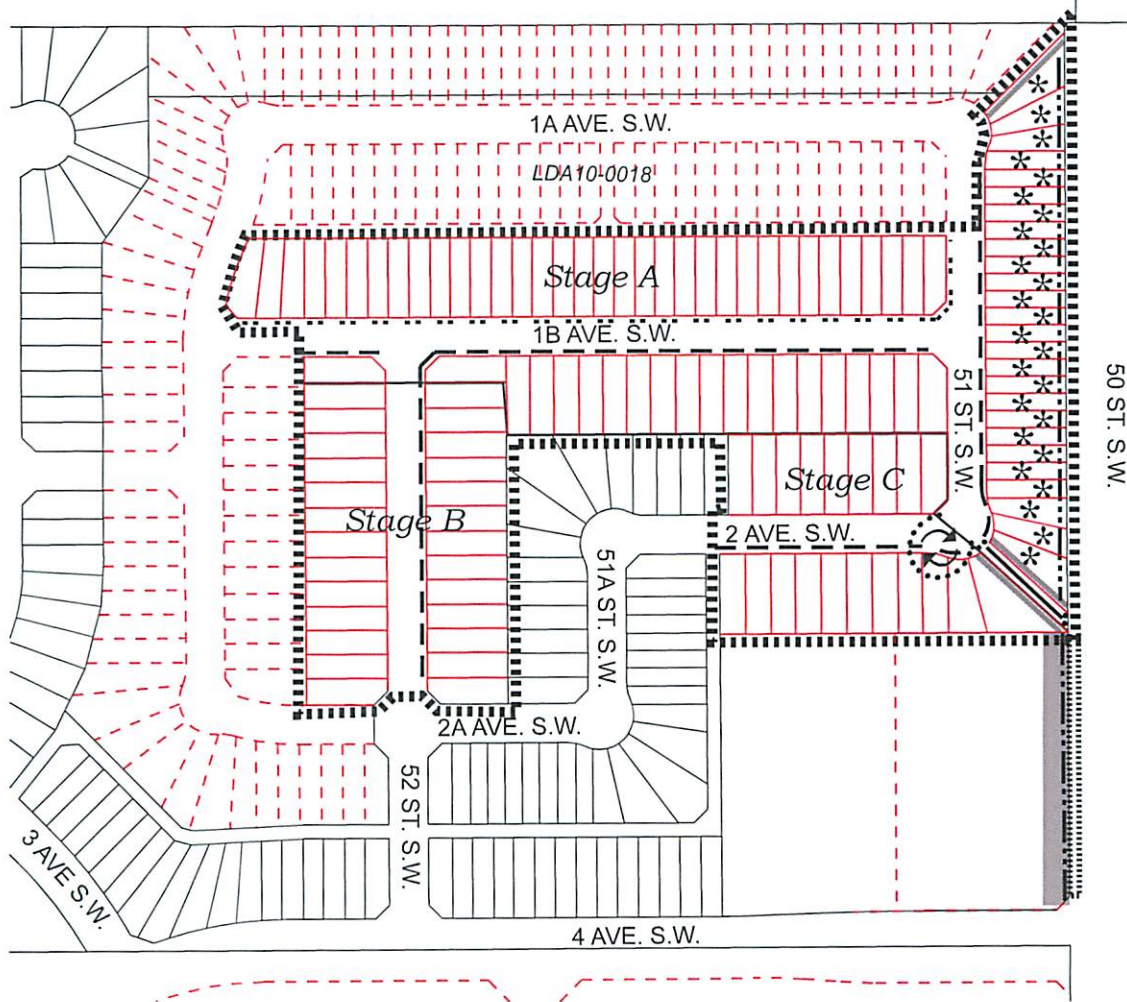 1A AVE. S.W.
LDA10-0018
Stage A
1B AVE. S.W.
51 ST. S.W.
50 ST. S.W.
Stage C
Stage B
2 AVE. S.W.
51A ST. S.W.
2A AVE. S.W.
52 ST. S.W.
3 AVE S.W.
4 AVE. S.W.